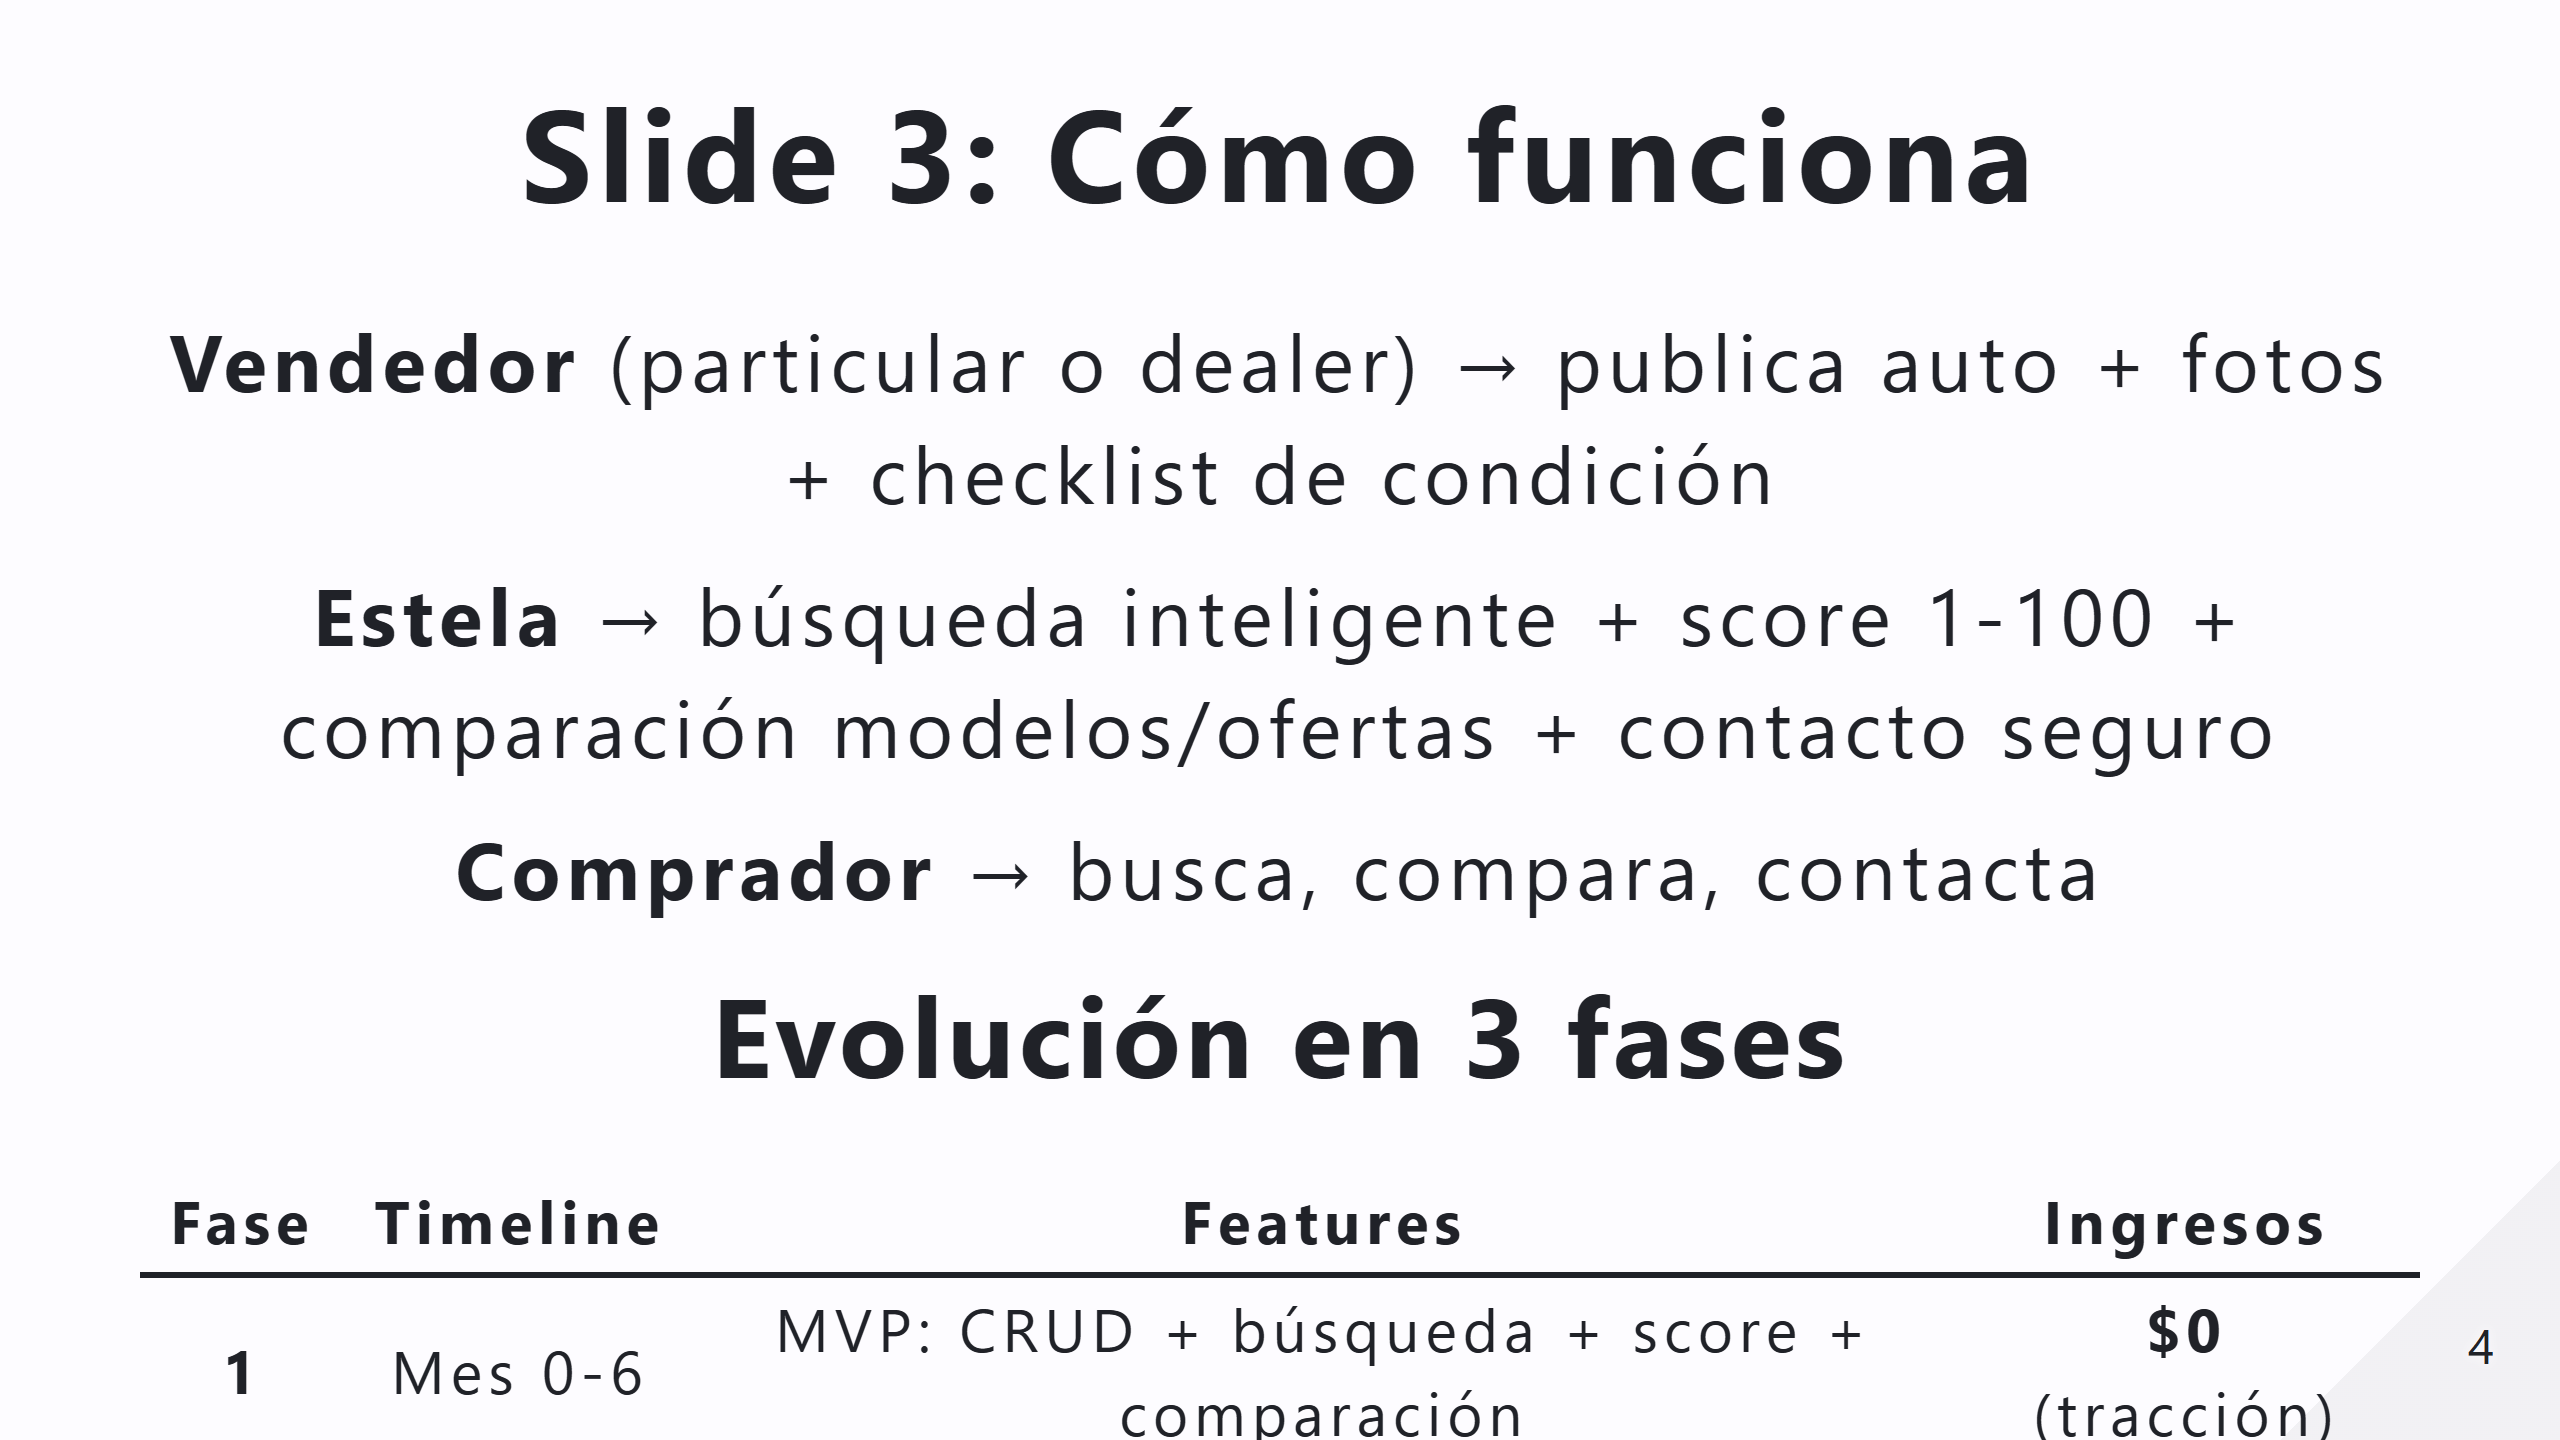 Slide 3: Cómo funciona
Vendedor (particular o dealer) → publica auto + fotos
+ checklist de condición
Estela → búsqueda inteligente + score 1-100 +
comparación modelos/ofertas + contacto seguro
Comprador → busca, compara, contacta
Evolución en 3 fases
Fase Timeline Features Ingresos
MVP: CRUD + búsqueda + score + $0
1 Mes 0-6
comparación (tracción)
4